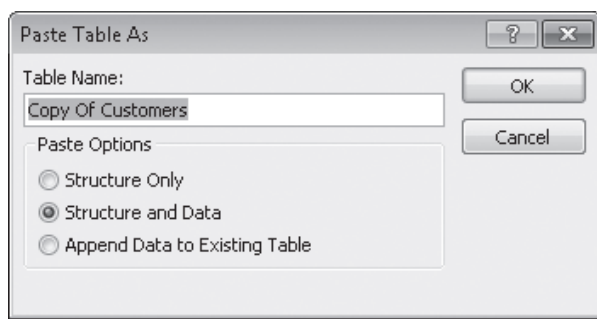 Paste Table As
Table Name:
Copy Of Customers
Paste Options
Structure Only
Structure and Data
Append Data to Existing Table
OK
Cancel